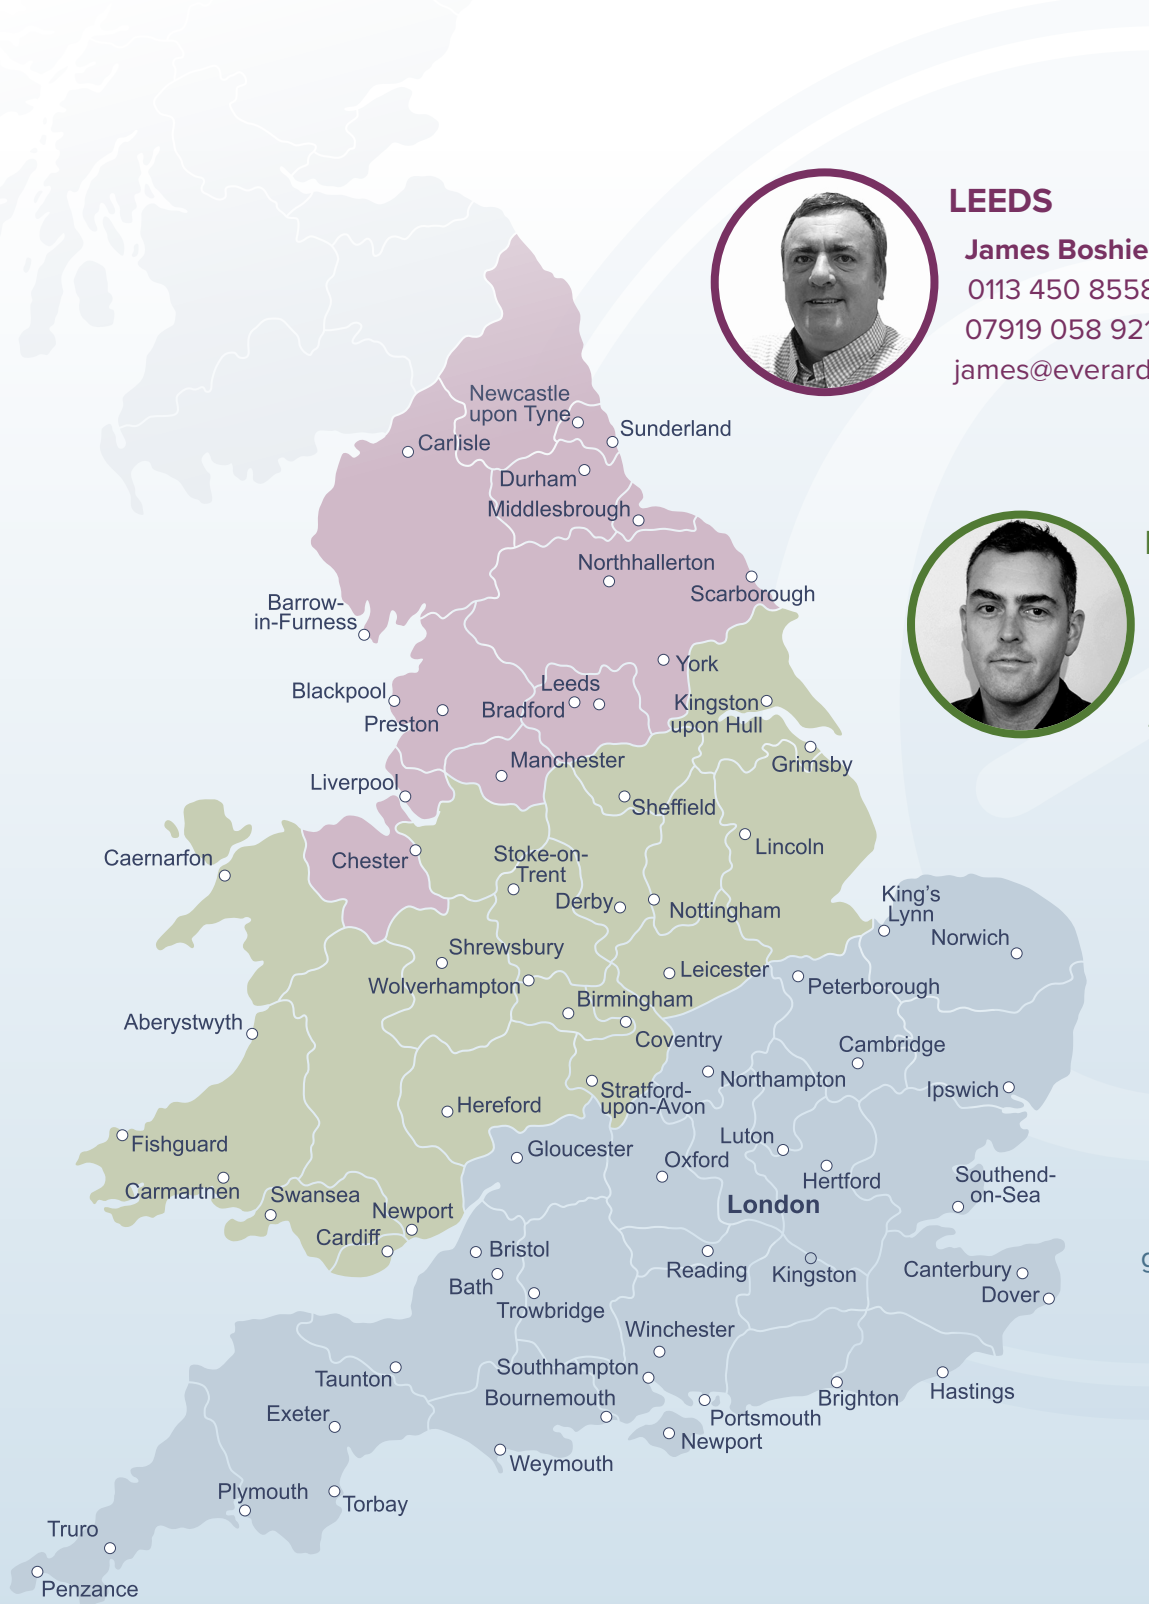 LEEDS
James Boshie
0113 450 8558
07919 058 921
james@everard
Newcastle
upon Tyne
Sunderland
Carlisle
Durham
Middlesbrough
Northhallerton
Scarborough
Barrow-
in-Furness
York
Leeds
Blackpool
Bradford
Kingston
upon Hull
Preston
Manchester
Grimsby
Liverpool
Sheffield
Lincoln
Caernarfon
Chester
Stoke-on-
Trent
Derby
Nottingham
King's
Lynn
Norwich
Shrewsbury
Leicester
Wolverhampton
Peterborough
Birmingham
Aberystwyth
Coventry
Cambridge
Northampton
Ipswich
Stratford-
upon-Avon
Hereford
Luton
Fishguard
Gloucester
Oxford
Hertford
Southend-
on-Sea
Carmartnen
Swansea
London
Newport
Cardiff
Bristol
Reading
Kingston
Canterbury
Bath
Dover
Trowbridge
Winchester
Southhampton
Taunton
Bournemouth
Brighton
Hastings
Exeter
Portsmouth
Newport
Weymouth
Plymouth
Torbay
Truro
Penzance